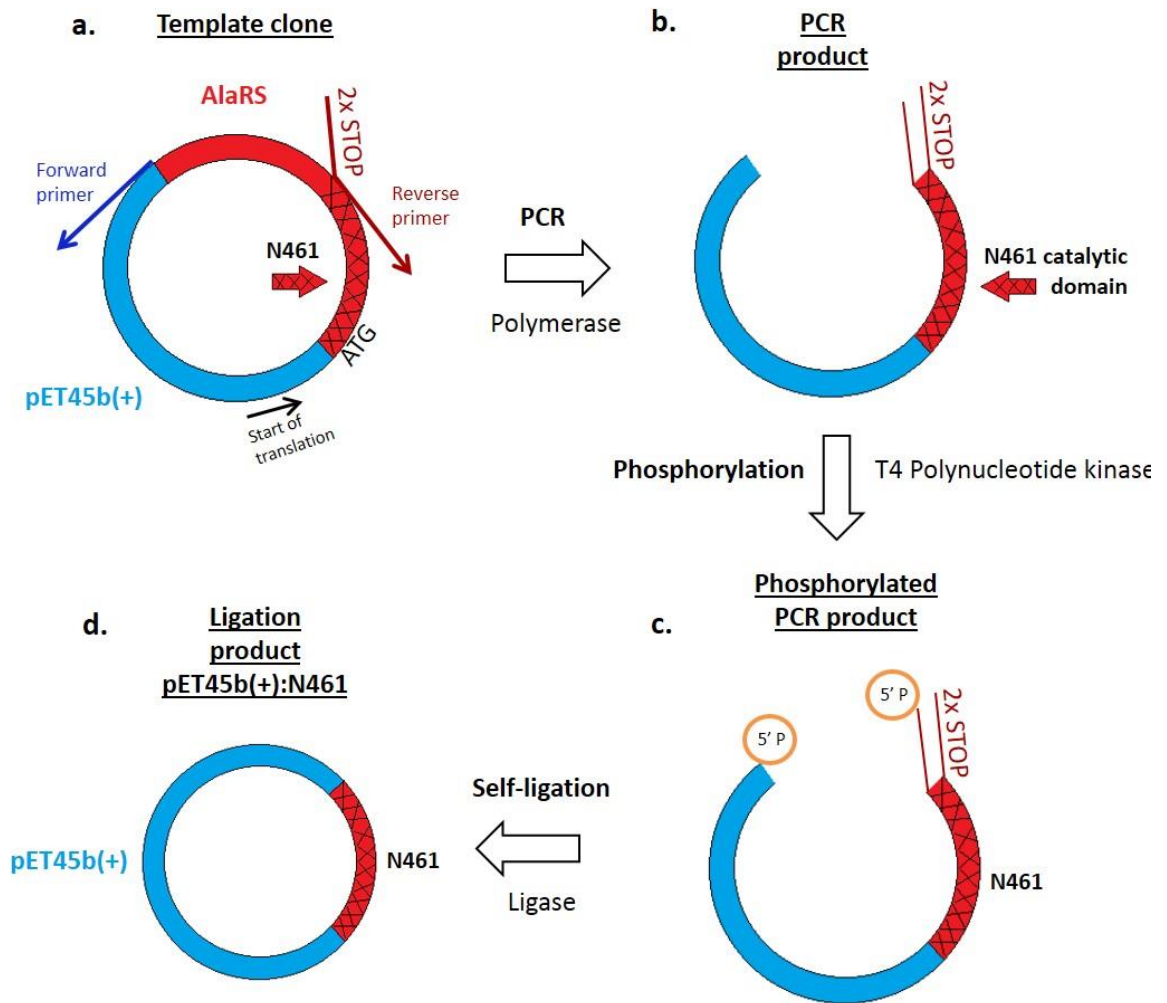 a.
Template clone
AlaRS
2x STOP
Forward
primer
Reverse
primer
N461
ATG
pET45b(+)
Start of
translation
PCR
Polymerase
b.
PCR
product
2x STOP
N461 catalytic
domain
Phosphorylation
T4 Polynucleotide kinase
Phosphorylated
PCR product
c.
5' P
5' P
2x STOP
N461
Self-ligation
Ligase
d.
Ligation
product
pET45b(+):N461
pET45b(+)
N461